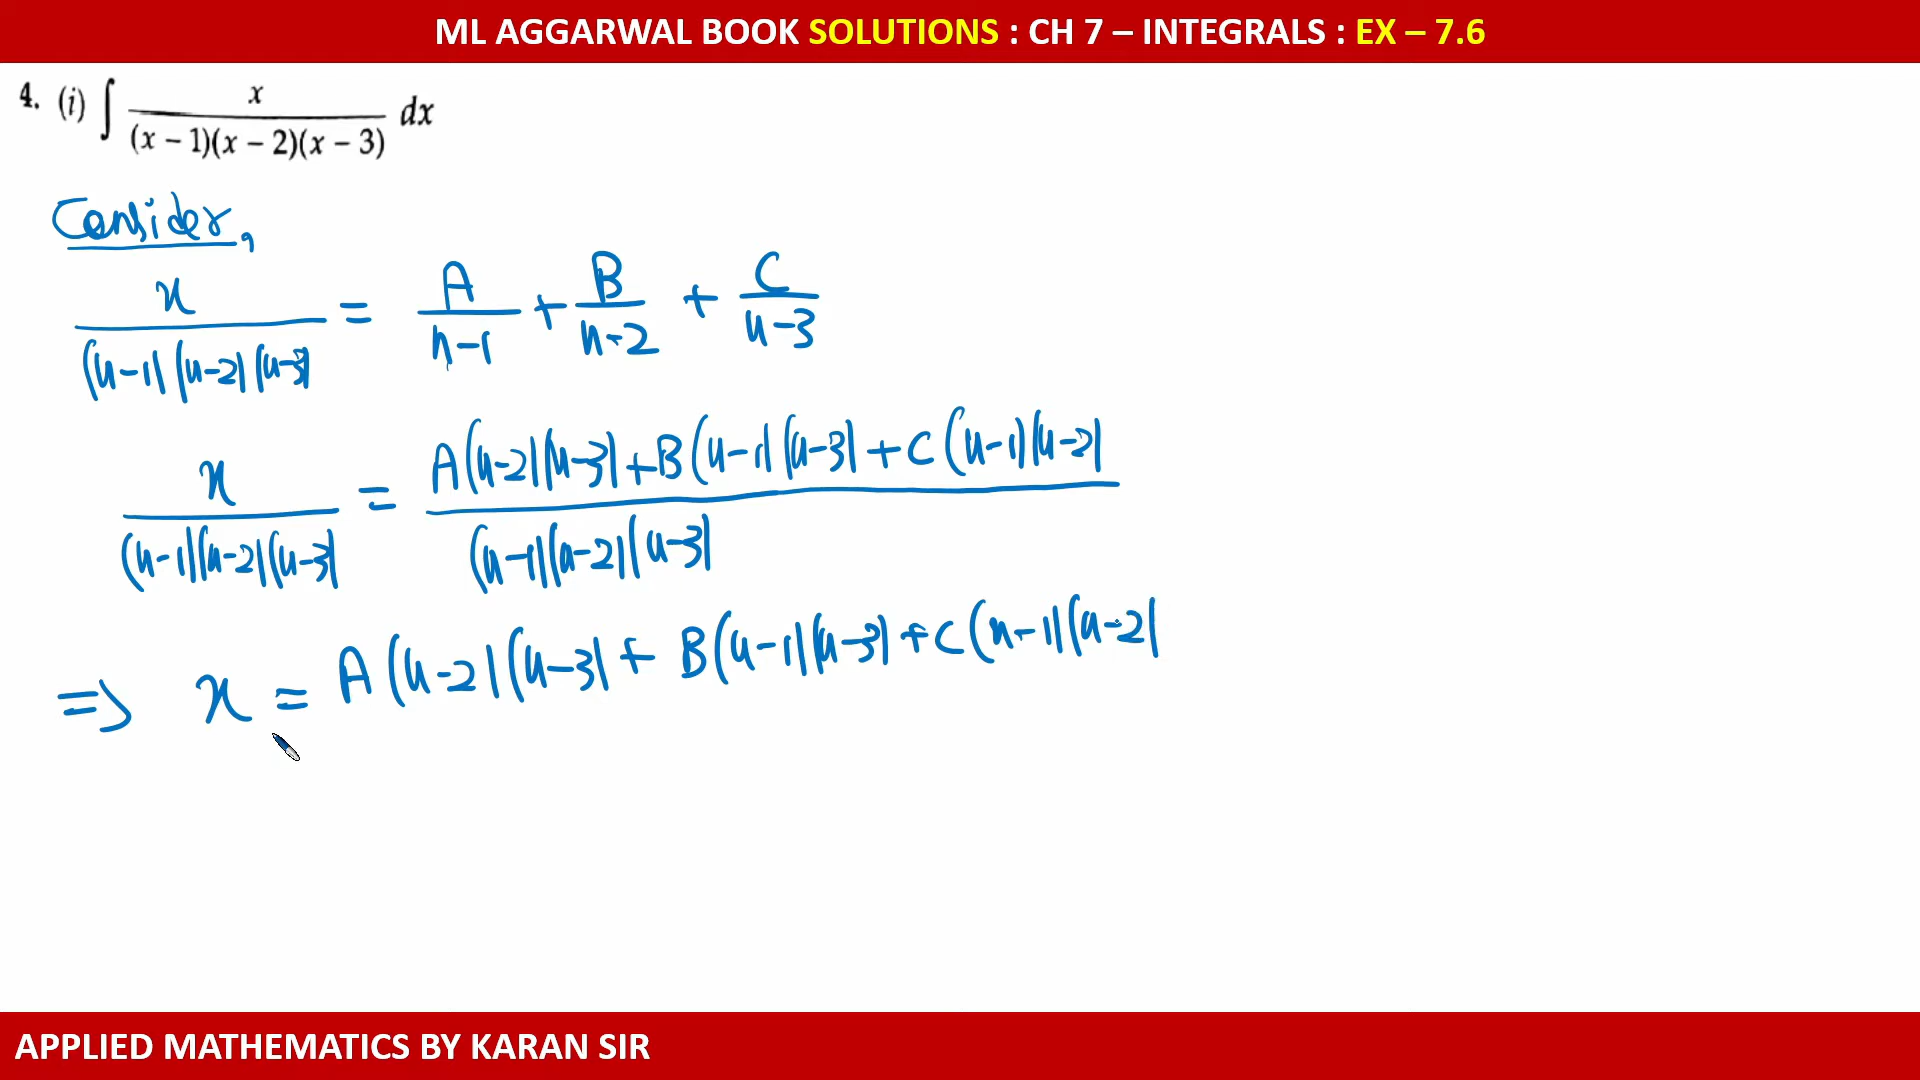 ML AGGARWAL BOOK SOLUTIONS : CH 7 – INTEGRALS : EX – 7.6
4. (i) ∫ x / (x – 1)(x – 2)(x – 3) dx
Consider,
x / (x-1)(x-2)(x-3) = A / x-1 + B / x-2 + C / x-3
x / (x-1)(x-2)(x-3) = A(x-2)(x-3)+B(x-1)(x-3)+C(x-1)(x-2) / (x-1)(x-2)(x-3)
=> x = A(x-2)(x-3) + B(x-1)(x-3) + C(x-1)(x-2)
APPLIED MATHEMATICS BY KARAN SIR